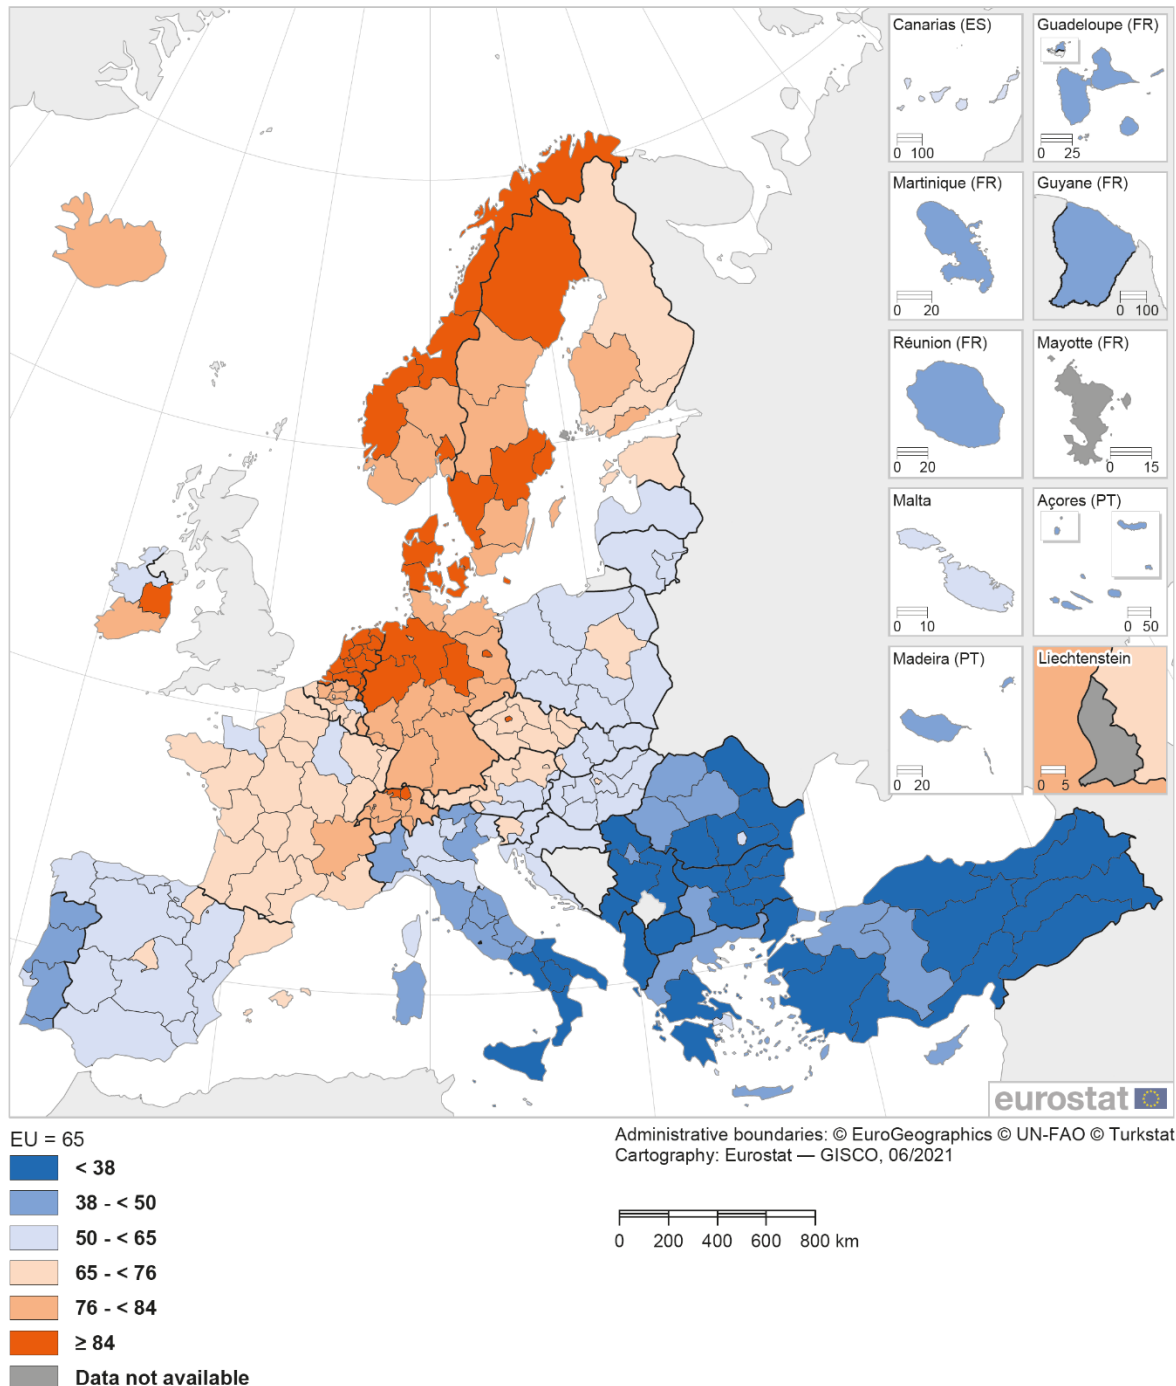 Canarias (ES)
0 100
Guadeloupe (FR)
0 25
Martinique (FR)
0 20
Guyane (FR)
0 100
Réunion (FR)
0 20
Mayotte (FR)
0 15
Malta
0 10
Açores (PT)
0 50
Madeira (PT)
0 20
Liechtenstein
0 5
eurostat
EU = 65
< 38
38 - < 50
50 - < 65
65 - < 76
76 - < 84
≥ 84
Data not available
Administrative boundaries: © EuroGeographics © UN-FAO © Turkstat
Cartography: Eurostat — GISCO, 06/2021
0 200 400 600 800 km